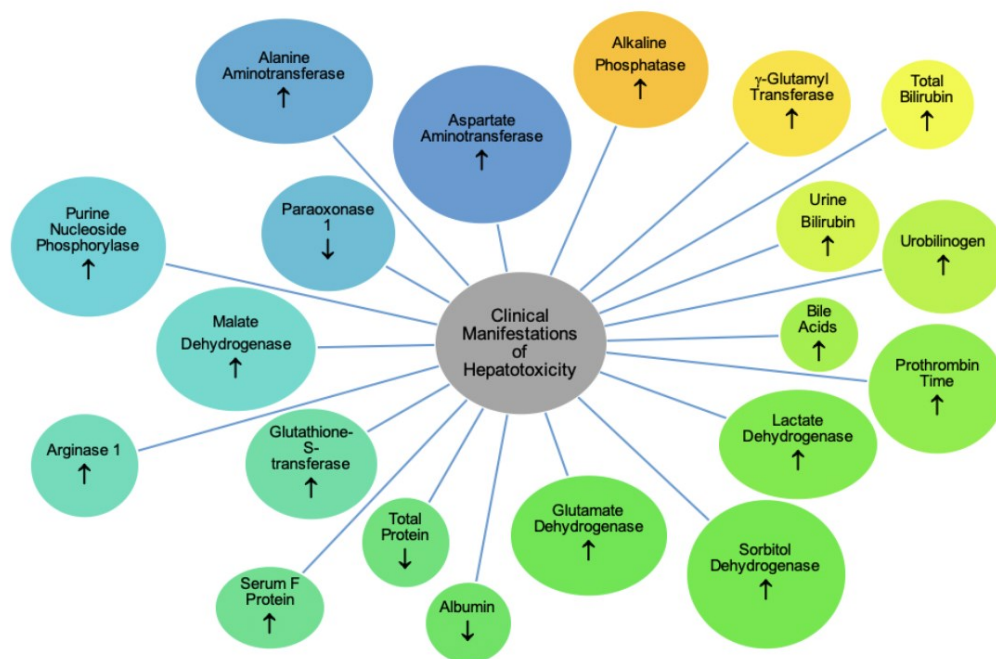 Alanine
Aminotransferase
↑
Aspartate
Aminotransferase
↑
Alkaline
Phosphatase
↑
γ-Glutamyl
Transferase
↑
Total
Bilirubin
↑
Purine
Nucleoside
Phosphorylase
↑
Paraoxonase
1
↓
Urine
Bilirubin
↑
Urobilinogen
↑
Malate
Dehydrogenase
↑
Clinical
Manifestations
of
Hepatotoxicity
Bile
Acids
↑
Prothrombin
Time
↑
Arginase 1
↑
Glutathione-
S-
transferase
↑
Lactate
Dehydrogenase
↑
Total
Protein
↓
Glutamate
Dehydrogenase
↑
Sorbitol
Dehydrogenase
↑
Serum F
Protein
↑
Albumin
↓